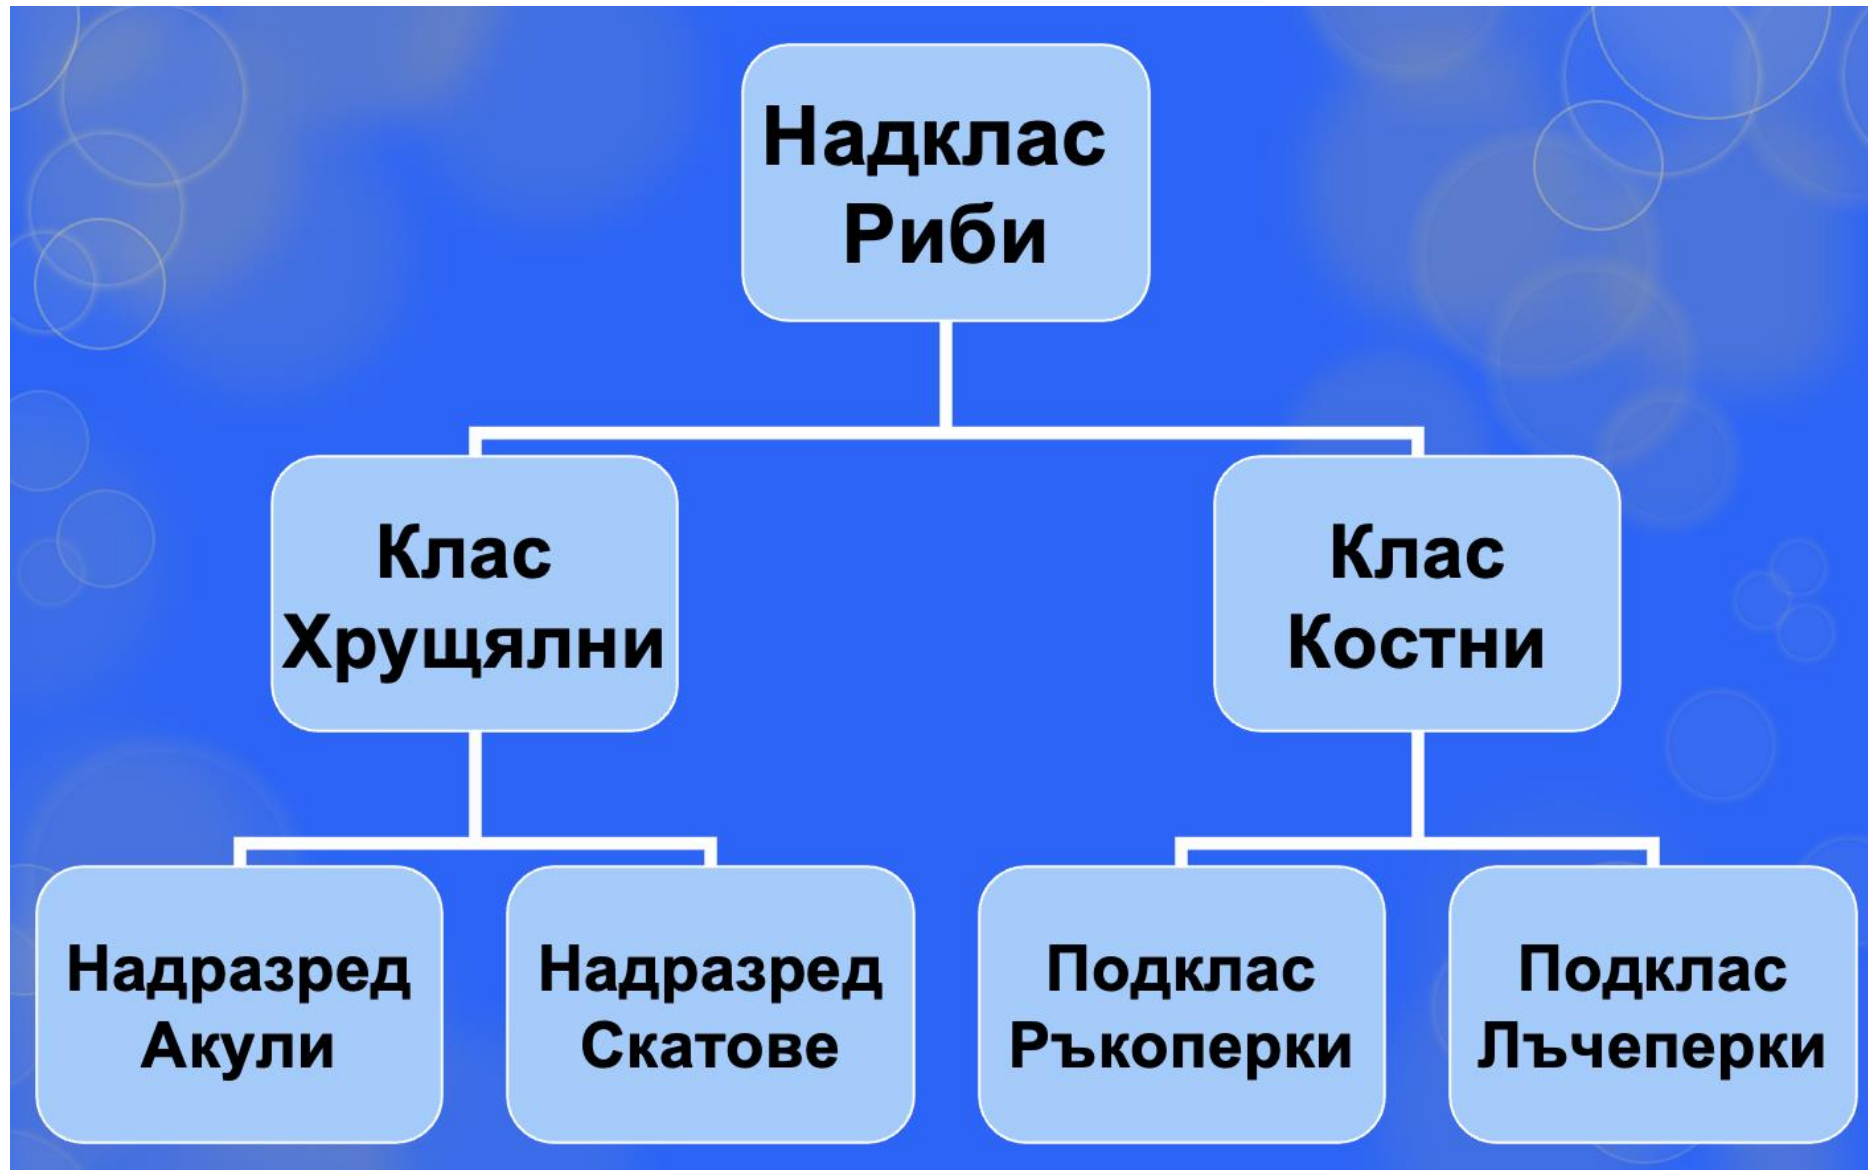 Надклас
Риби
Клас
Хрущялни
Клас
Костни
Надразред
Акули
Надразред
Скатове
Подклас
Ръкоперки
Подклас
Лъчеперки